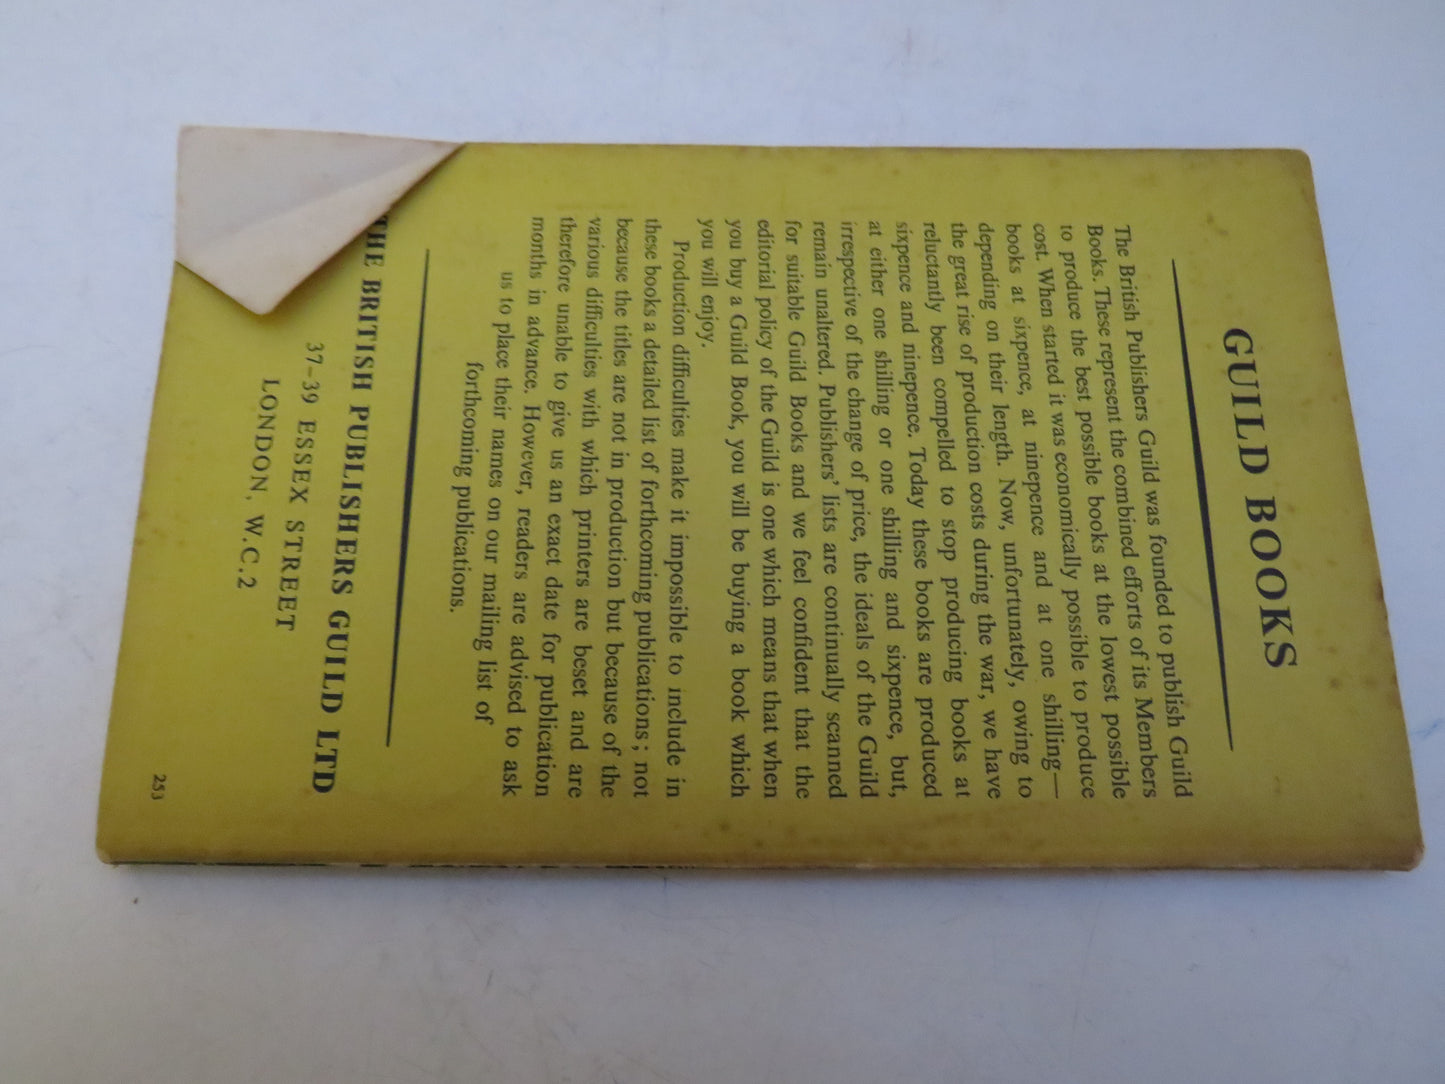 GUILD BOOKS
The British Publishers Guild was founded to publish Guild
Books. These represent the combined efforts of its Members
to produce the best possible books at the lowest possible
cost. When started it was economically possible to produce
books at sixpence, at ninepence and at one shilling—
depending on their length. Now, unfortunately, owing to
the great rise of production costs during the war, we have
reluctantly been compelled to stop producing books at
sixpence and ninepence. Today these books are produced
at either one shilling or one shilling and sixpence, but,
irrespective of the change of price, the ideals of the Guild
remain unaltered. Publishers' lists are continually scanned
for suitable Guild Books and we feel confident that the
editorial policy of the Guild is one which means that when
you buy a Guild Book, you will be buying a book which
you will enjoy.
Production difficulties make it impossible to include in
these books a detailed list of forthcoming publications; not
because the titles are not in production but because of the
various difficulties with which printers are beset and are
therefore unable to give us an exact date for publication
months in advance. However, readers are advised to ask
us to place their names on our mailing list of
forthcoming publications.
THE BRITISH PUBLISHERS GUILD LTD
37-39 ESSEX STREET
LONDON, W.C.2
253